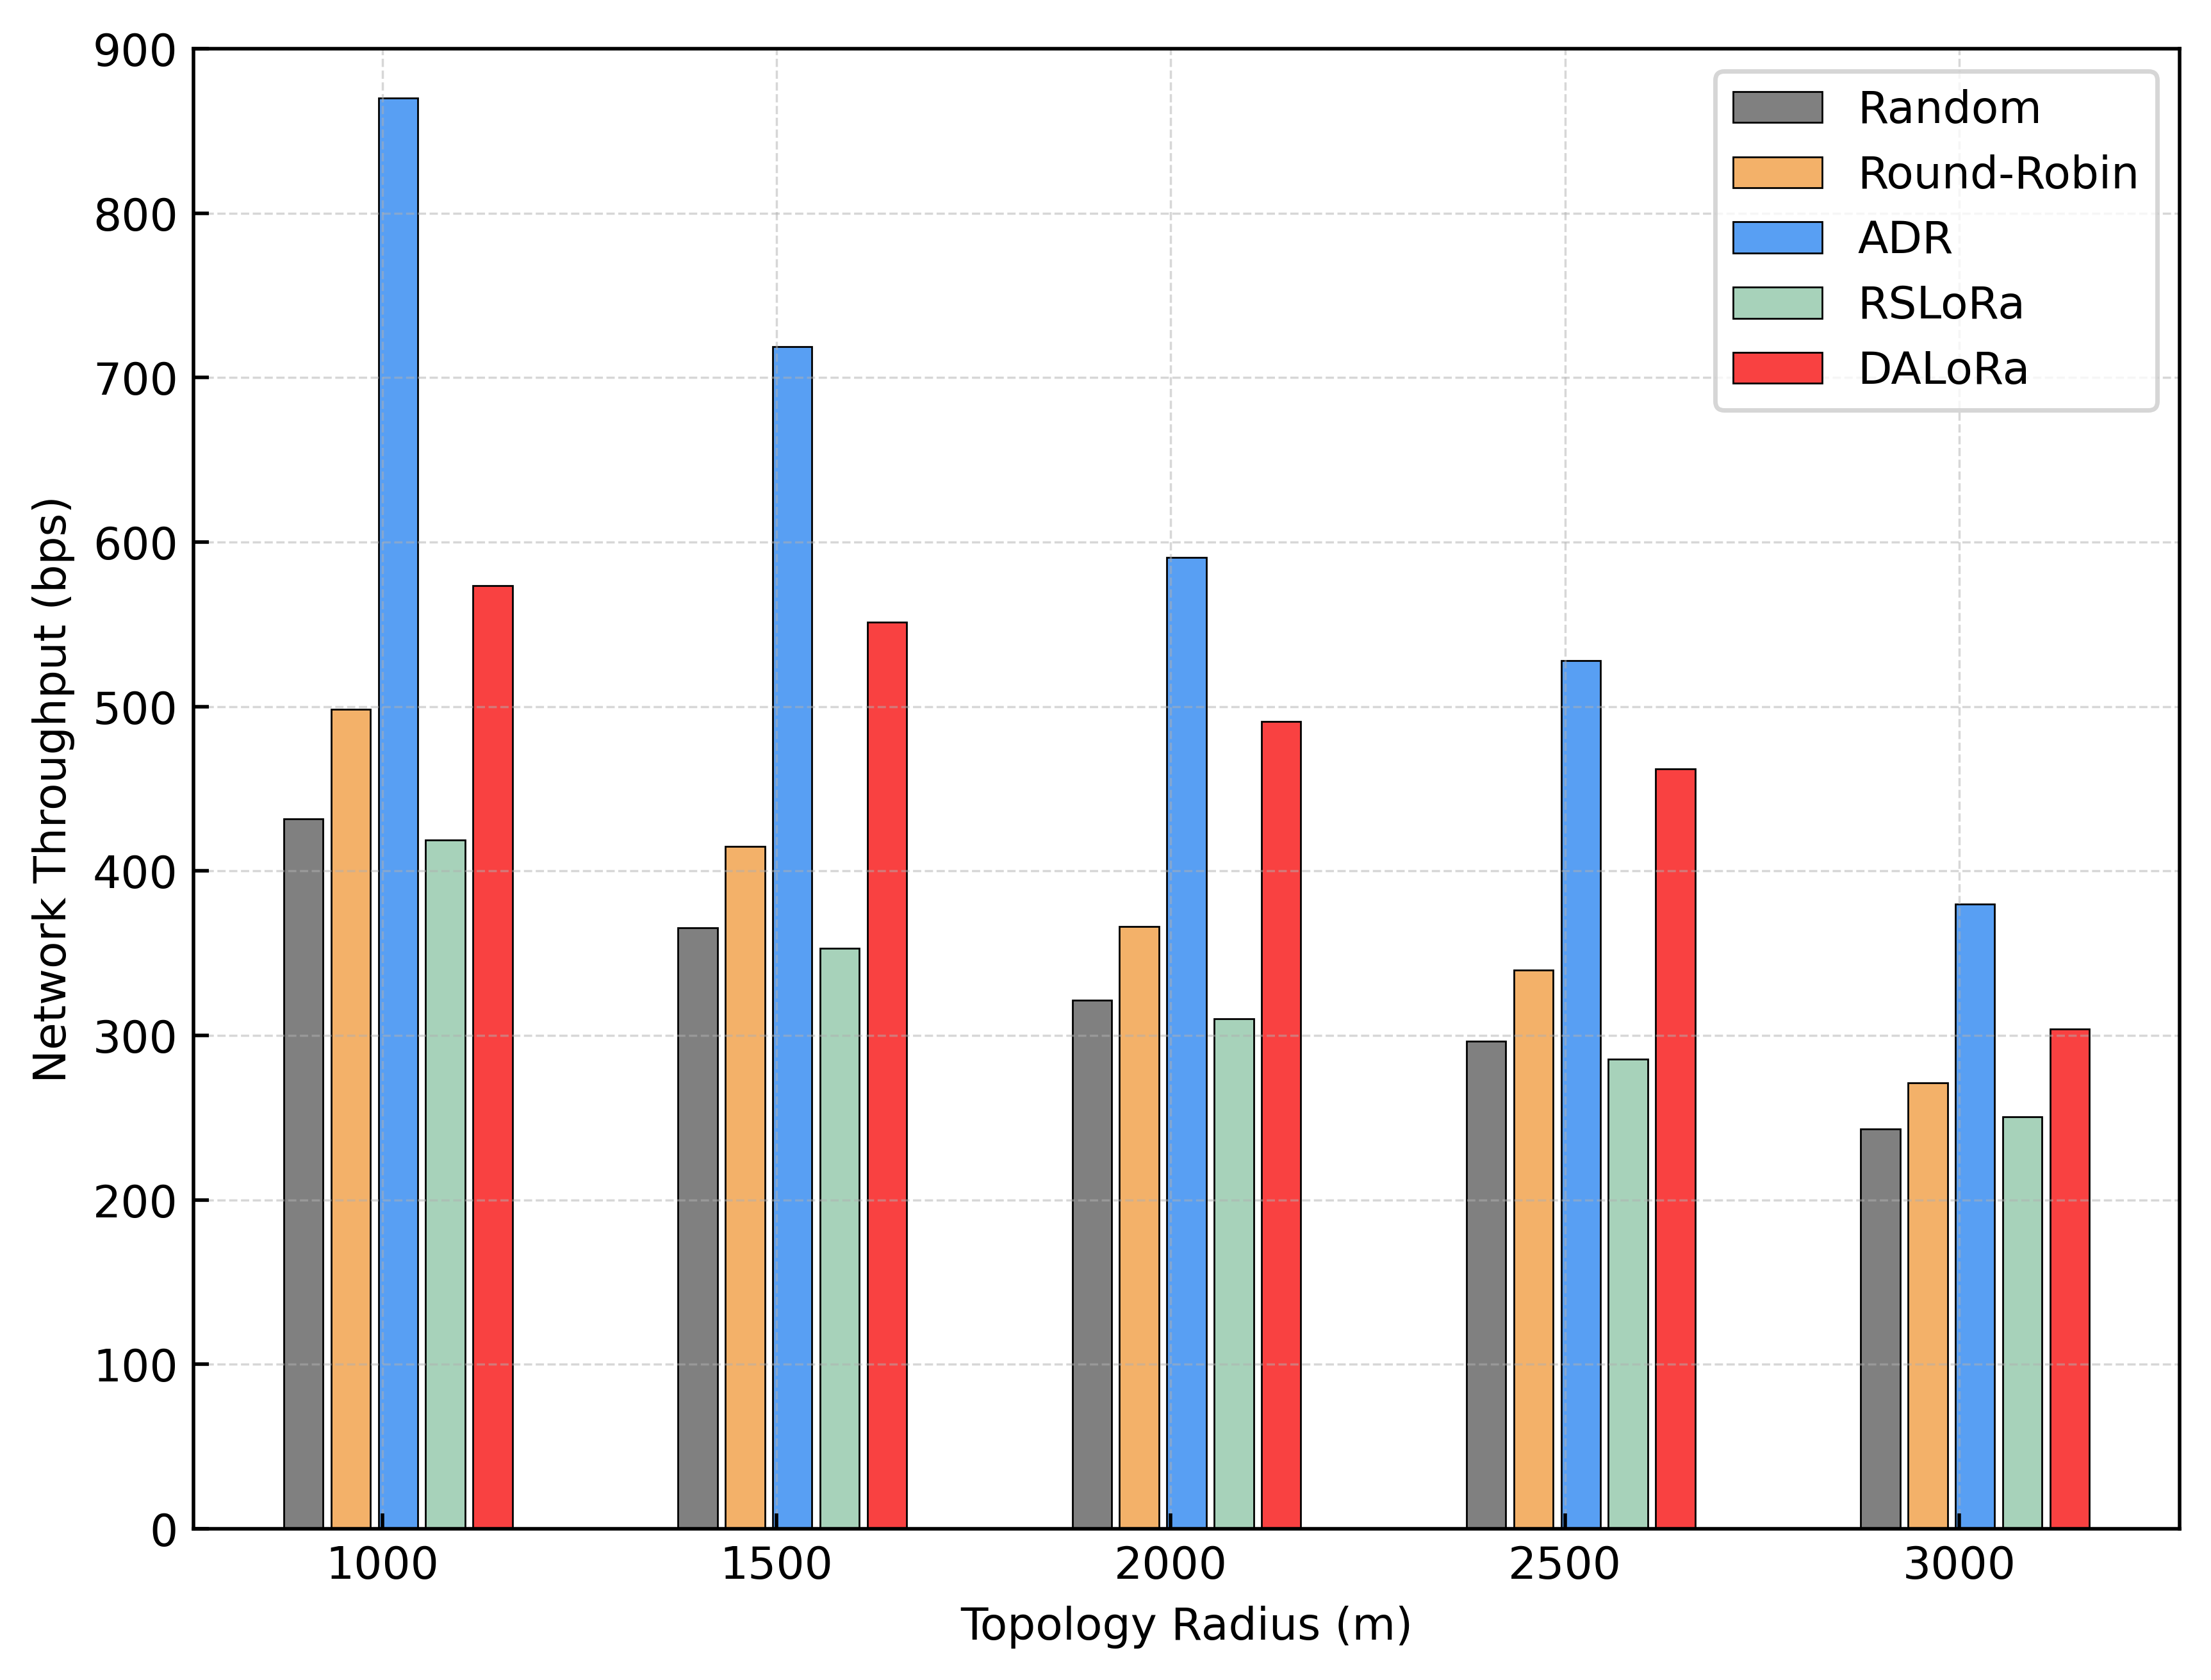 900
800
700
600
500
400
300
200
100
0
Network Throughput (bps)
Random
Round-Robin
ADR
RSLoRa
DALoRa
1000 1500 2000 2500 3000
Topology Radius (m)